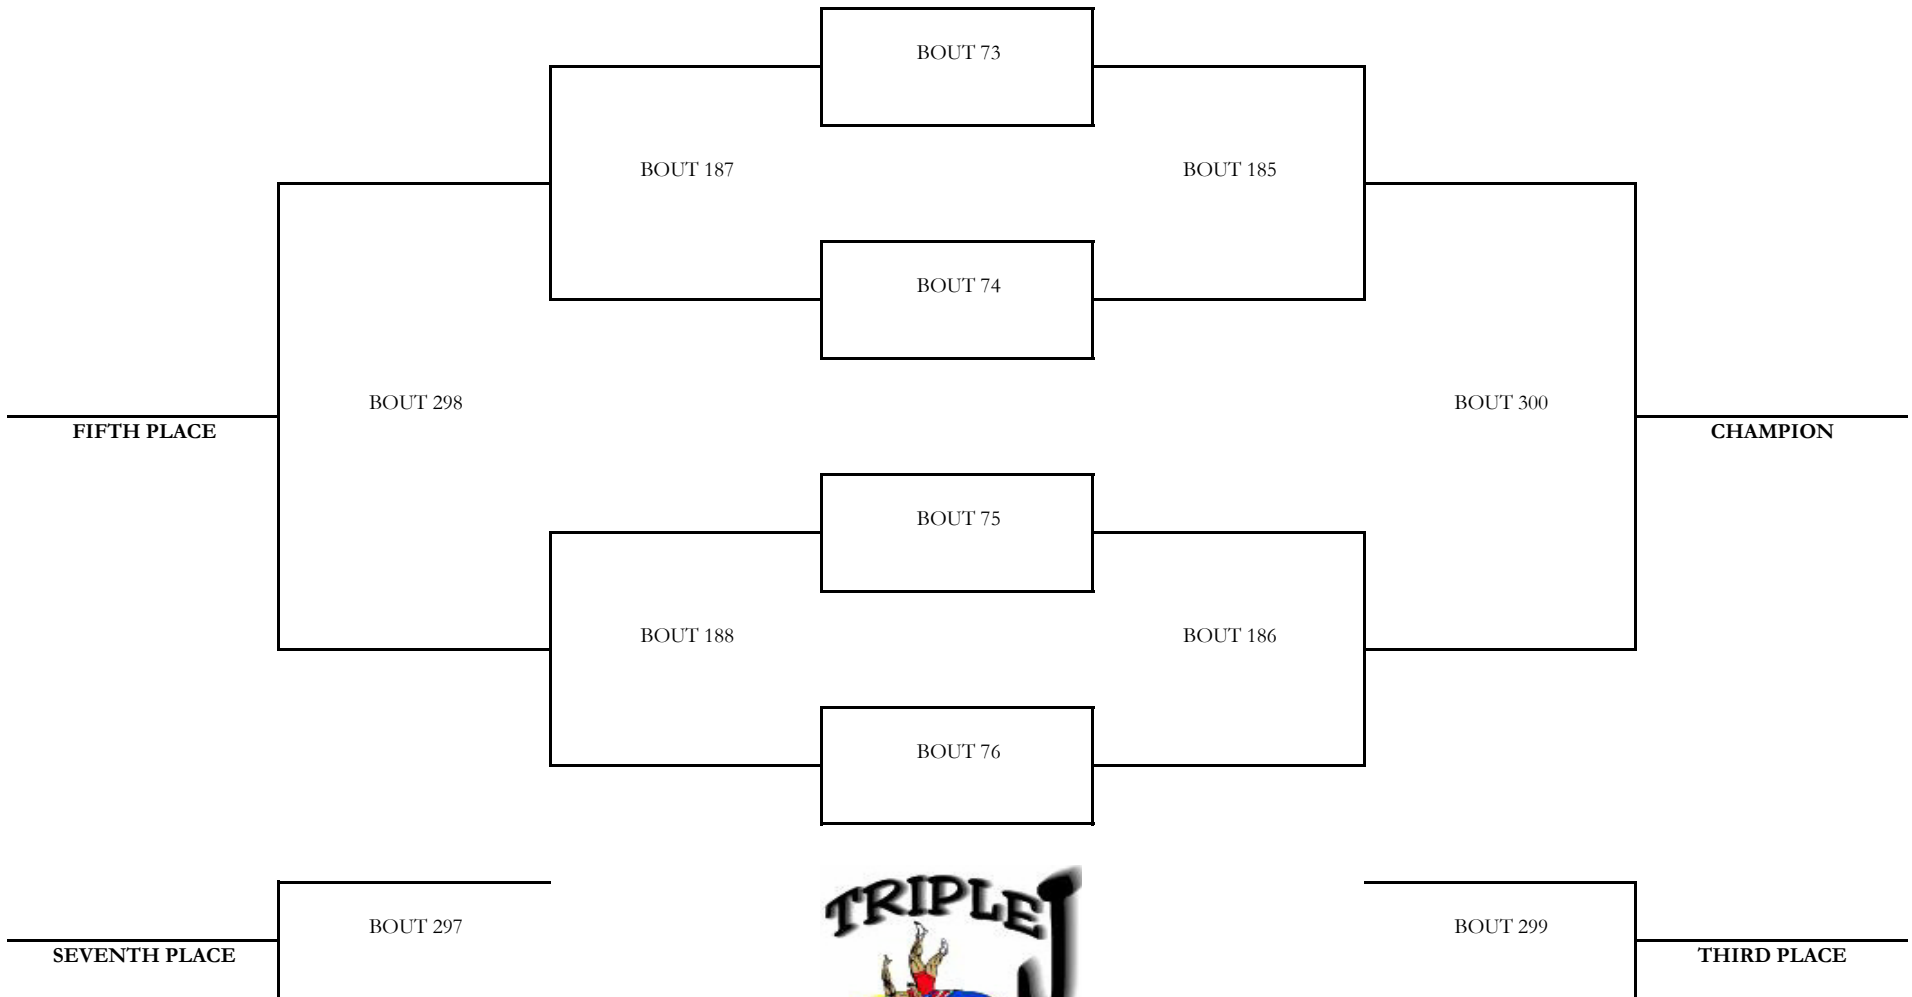 BOUT 73
BOUT 187
BOUT 185
BOUT 74
BOUT 298
BOUT 300
FIFTH PLACE
CHAMPION
BOUT 75
BOUT 188
BOUT 186
BOUT 76
TRIPLE J
BOUT 297
BOUT 299
SEVENTH PLACE
THIRD PLACE